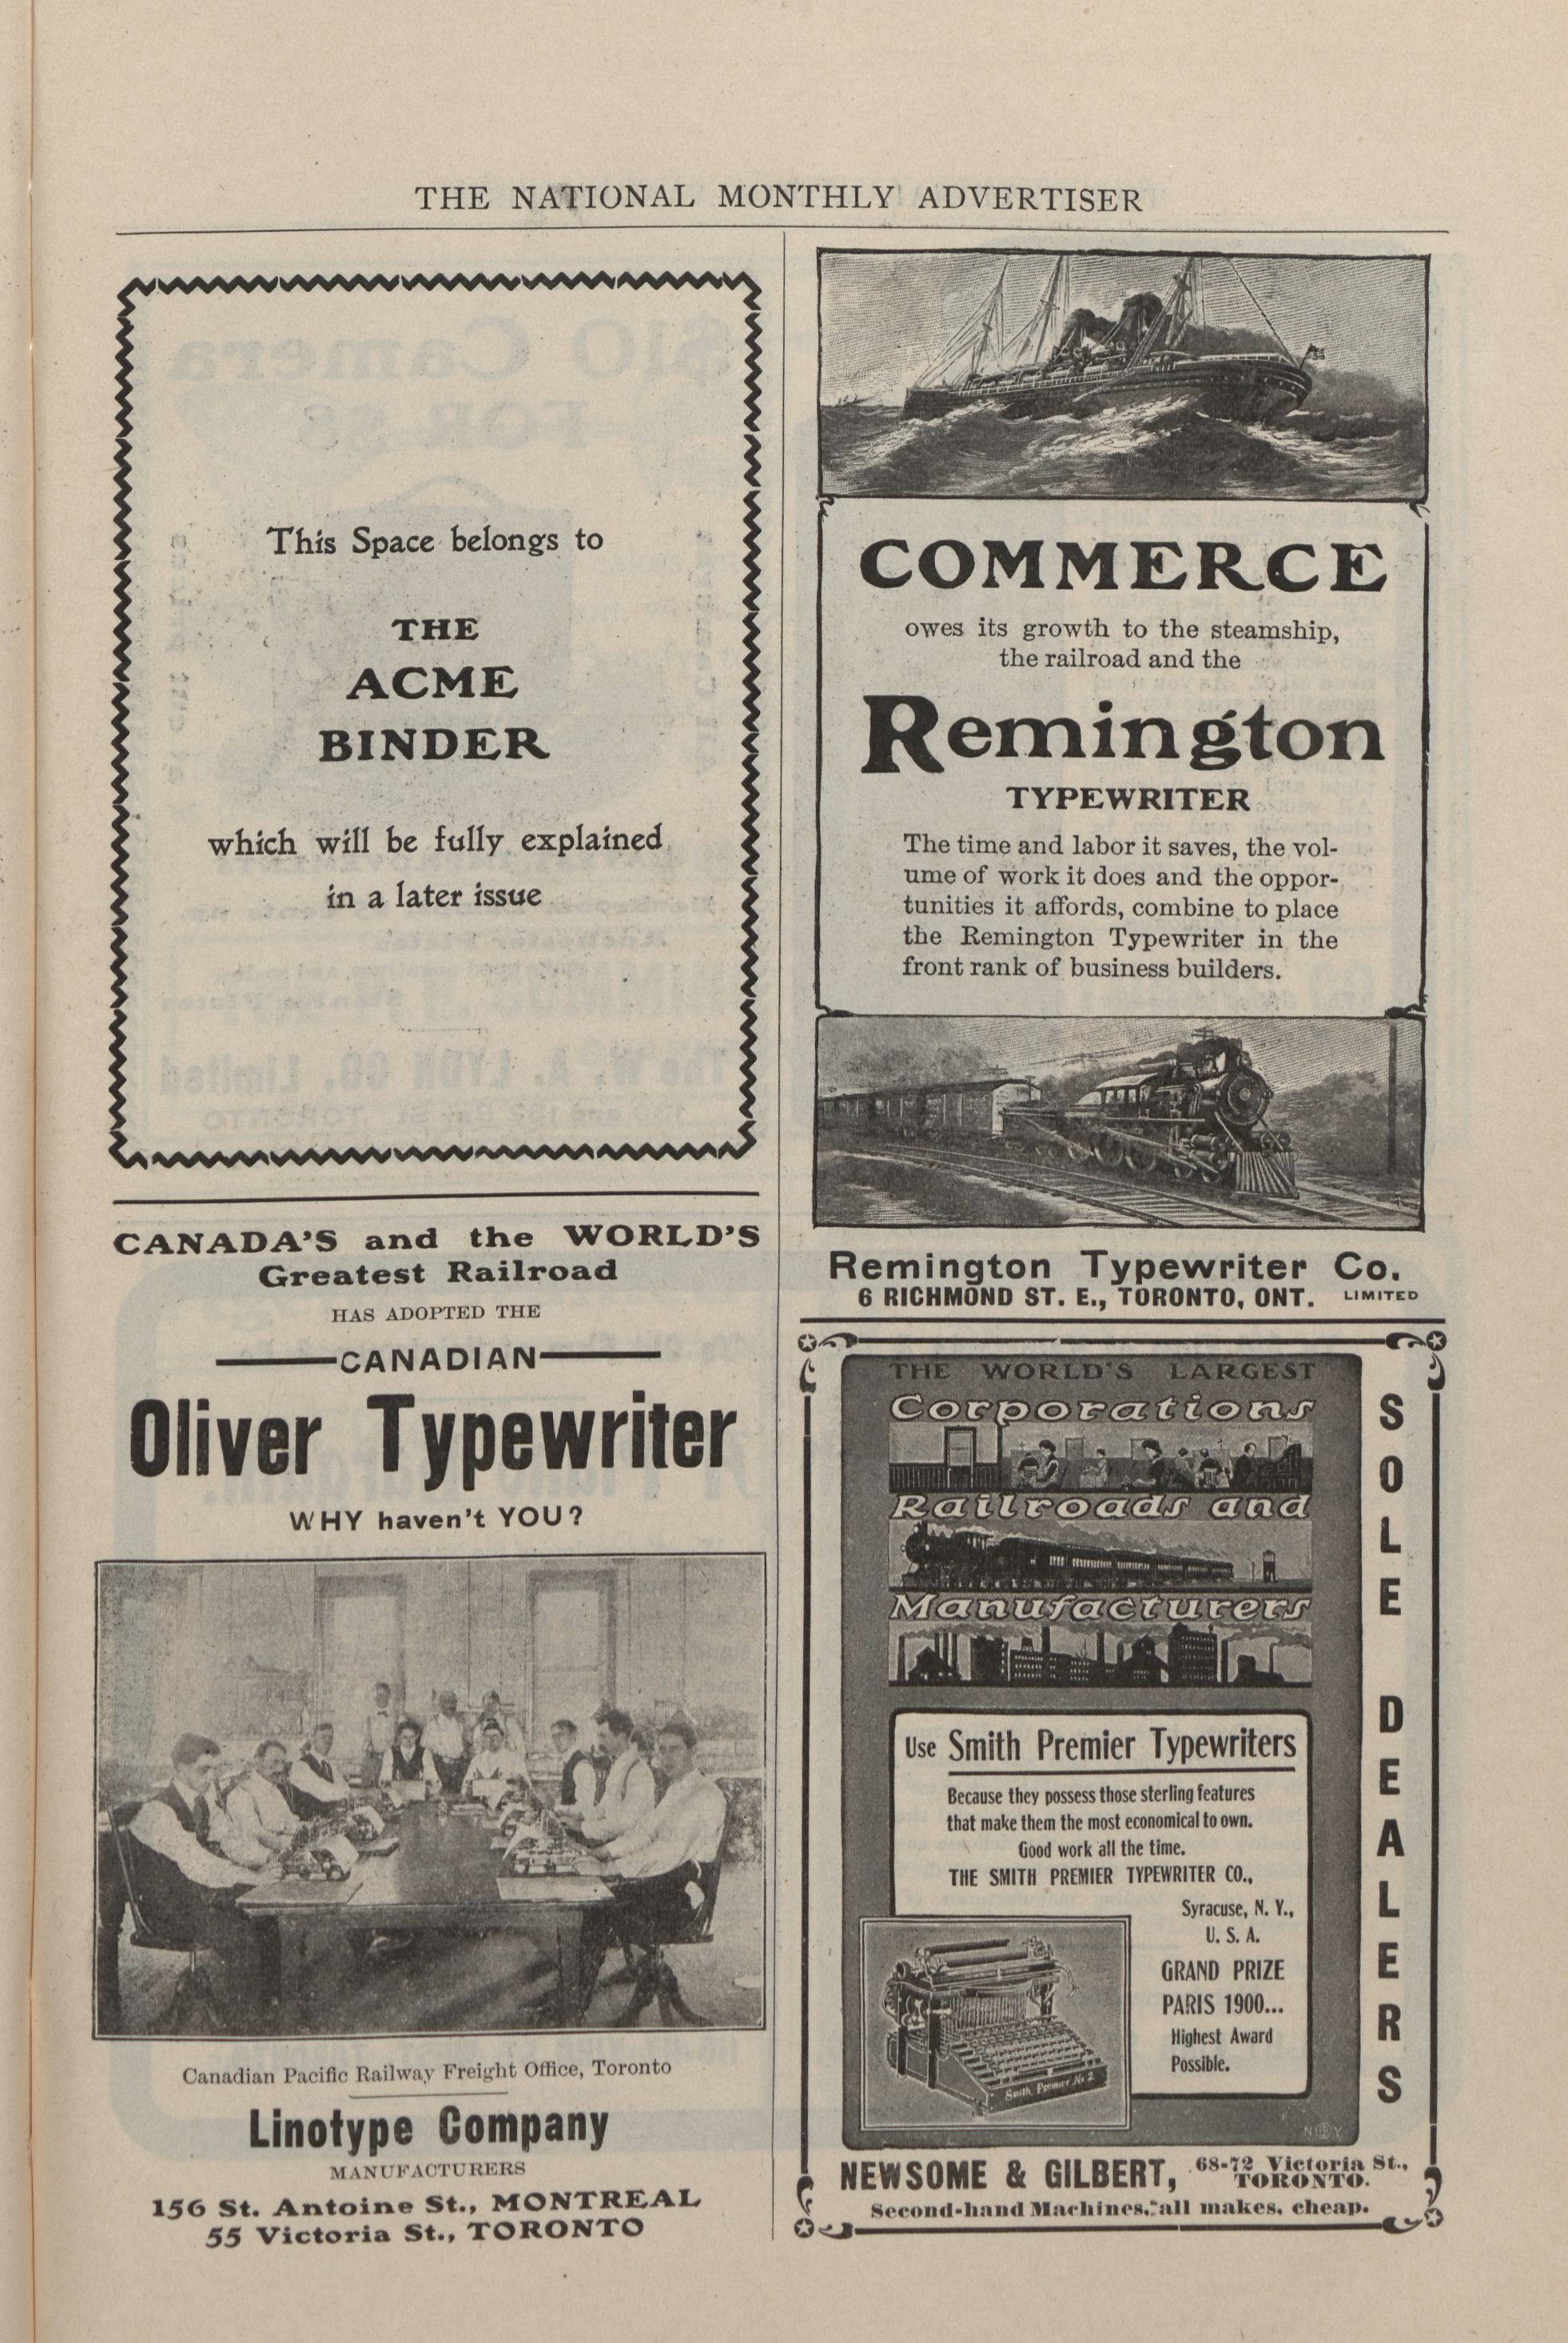 THE NATIONAL MONTHLY ADVERTISER
This Space belongs to
THE
ACME
BINDER
which will be fully explained
in a later issue
CANADA'S and the WORLD'S
Greatest Railroad
HAS ADOPTED THE
CANADIAN
Oliver Typewriter
WHY haven't YOU?
Canadian Pacific Railway Freight Office, Toronto
Linotype Company
MANUFACTURERS
156 St. Antoine St., MONTREAL
55 Victoria St., TORONTO
COMMERCE
owes its growth to the steamship,
the railroad and the
Remington
TYPEWRITER
The time and labor it saves, the vol-
ume of work it does and the oppor-
tunities it affords, combine to place
the Remington Typewriter in the
front rank of business builders.
Remington Typewriter Co.
6 RICHMOND ST. E., TORONTO, ONT. LIMITED
THE WORLD'S LARGEST
Corporations
Railroads and
Manufacturers
Use Smith Premier Typewriters
Because they possess those sterling features
that make them the most economical to own.
Good work all the time.
THE SMITH PREMIER TYPEWRITER CO.,
Syracuse, N. Y.,
U. S. A.
GRAND PRIZE
PARIS 1900...
Highest Award
Possible.
Smith Premier No 2
SOLE DEALERS
NEWSOME & GILBERT, 68-72 Victoria St.,
TORONTO.
Second-hand Machines, all makes, cheap.